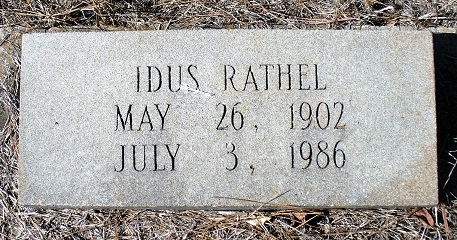 IDUS RATHEL
MAY 26, 1902
JULY 3, 1986